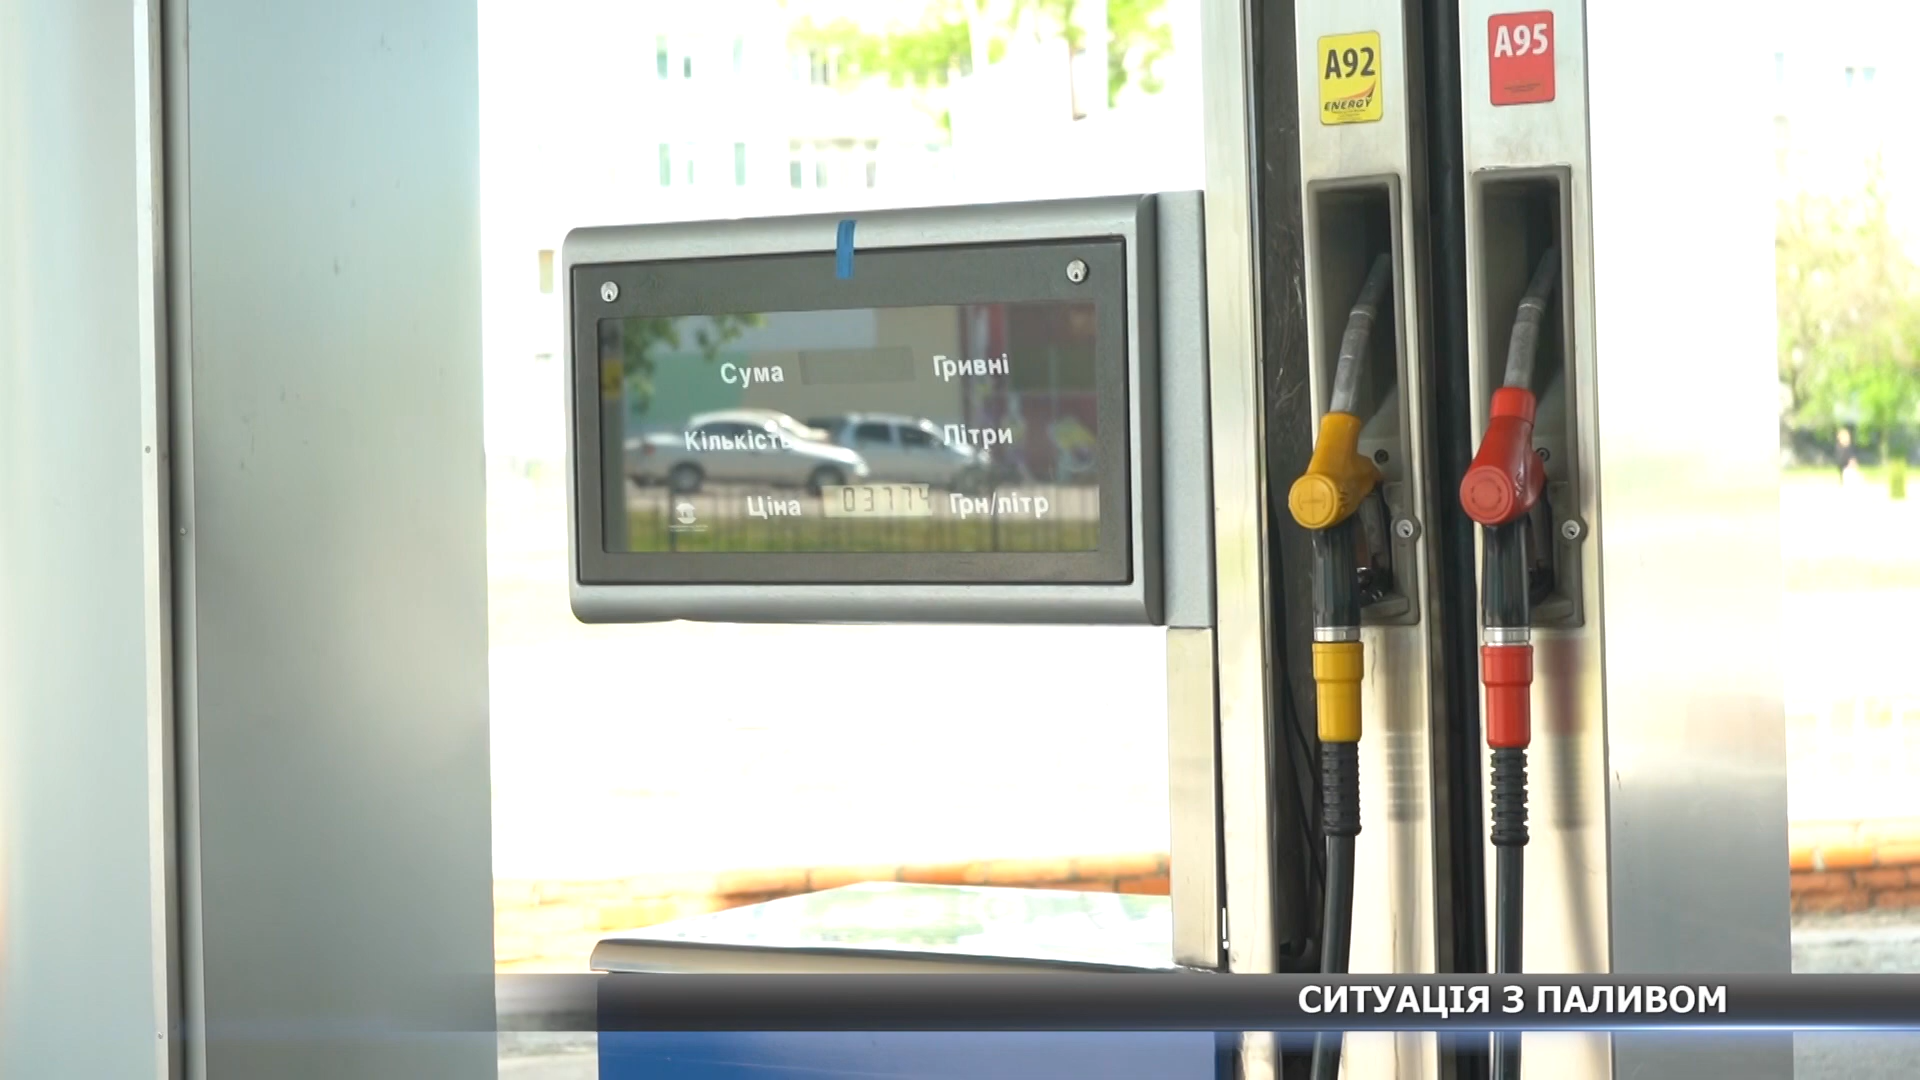 A92
ENERGY
A95
Сума Гривні
Кількість Літри
Ціна 03774 Грн/літр
СИТУАЦІЯ З ПАЛИВОМ